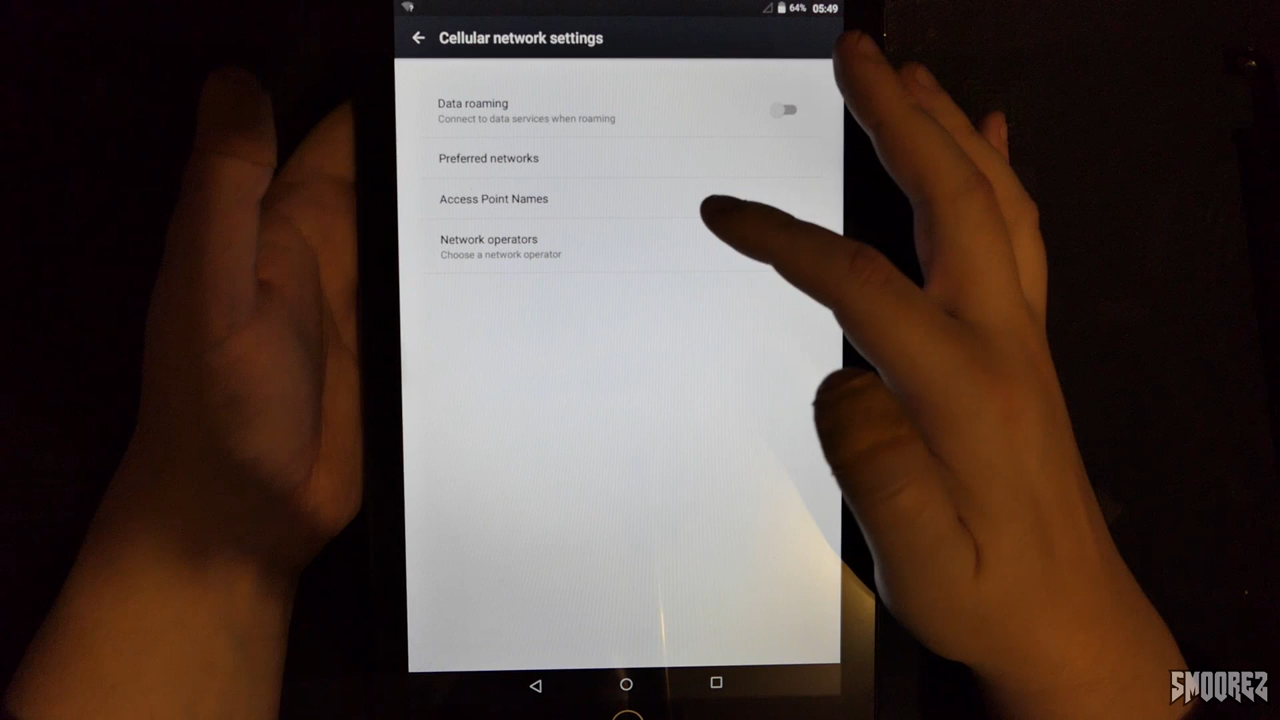 64% 05:49
Cellular network settings
Data roaming
Connect to data services when roaming
Preferred networks
Access Point Names
Network operators
Choose a network operator
SMOREZ